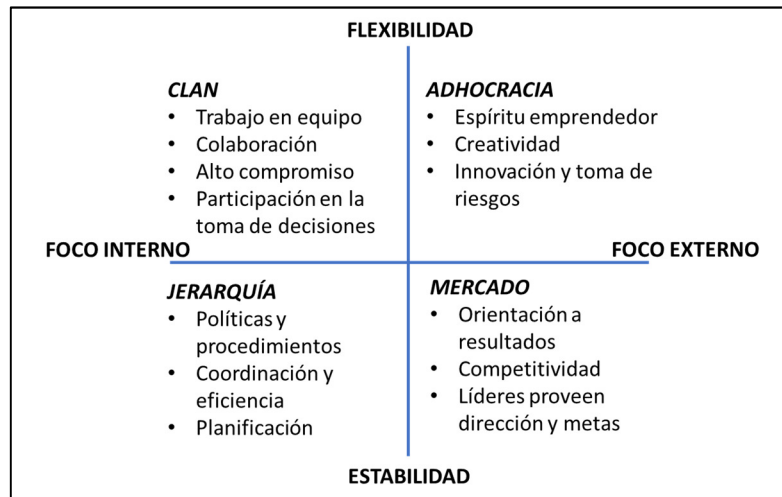 FLEXIBILIDAD
CLAN
• Trabajo en equipo
• Colaboración
• Alto compromiso
• Participación en la
toma de decisiones
ADHOCRACIA
• Espíritu emprendedor
• Creatividad
• Innovación y toma de
riesgos
FOCO INTERNO
FOCO EXTERNO
JERARQUÍA
• Políticas y
procedimientos
• Coordinación y
eficiencia
• Planificación
MERCADO
• Orientación a
resultados
• Competitividad
• Líderes proveen
dirección y metas
ESTABILIDAD